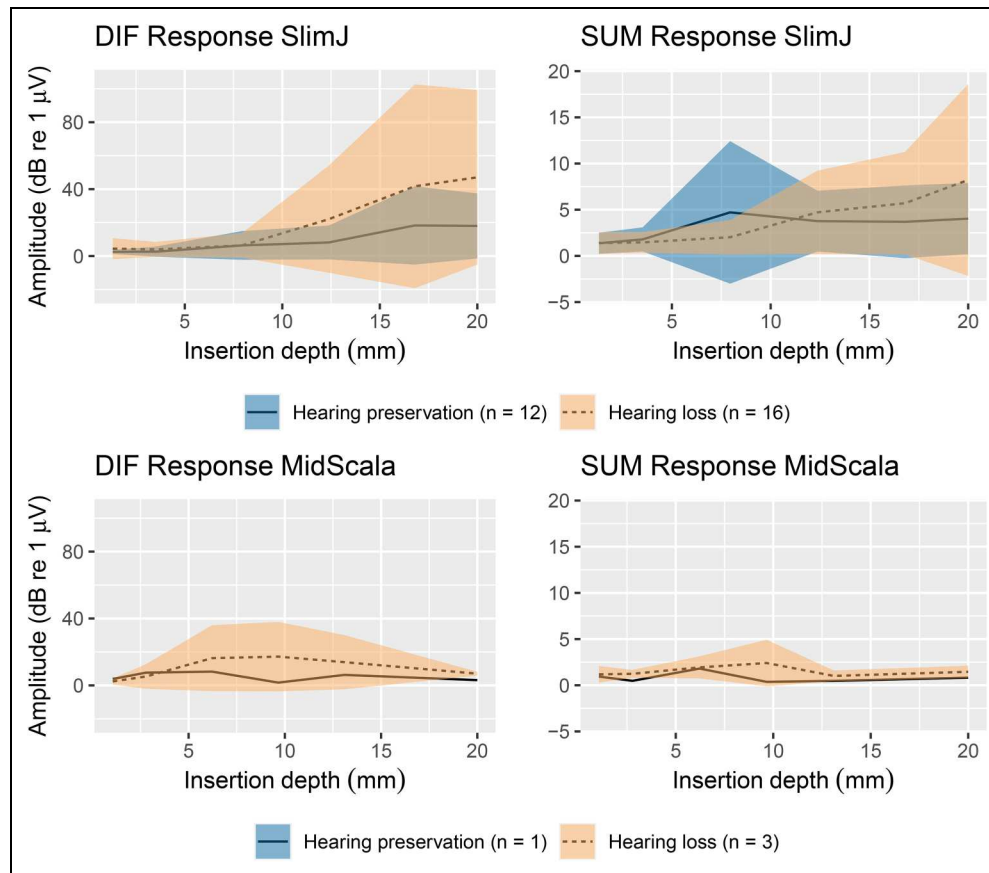 DIF Response SlimJ
Amplitude (dB re 1 μV)
80
40
0
5 10 15 20
Insertion depth (mm)
SUM Response SlimJ
20
15
10
5
0
−5
5 10 15 20
Insertion depth (mm)
Hearing preservation (n = 12) Hearing loss (n = 16)
DIF Response MidScala
Amplitude (dB re 1 μV)
80
40
0
5 10 15 20
Insertion depth (mm)
SUM Response MidScala
20
15
10
5
0
−5
5 10 15 20
Insertion depth (mm)
Hearing preservation (n = 1) Hearing loss (n = 3)